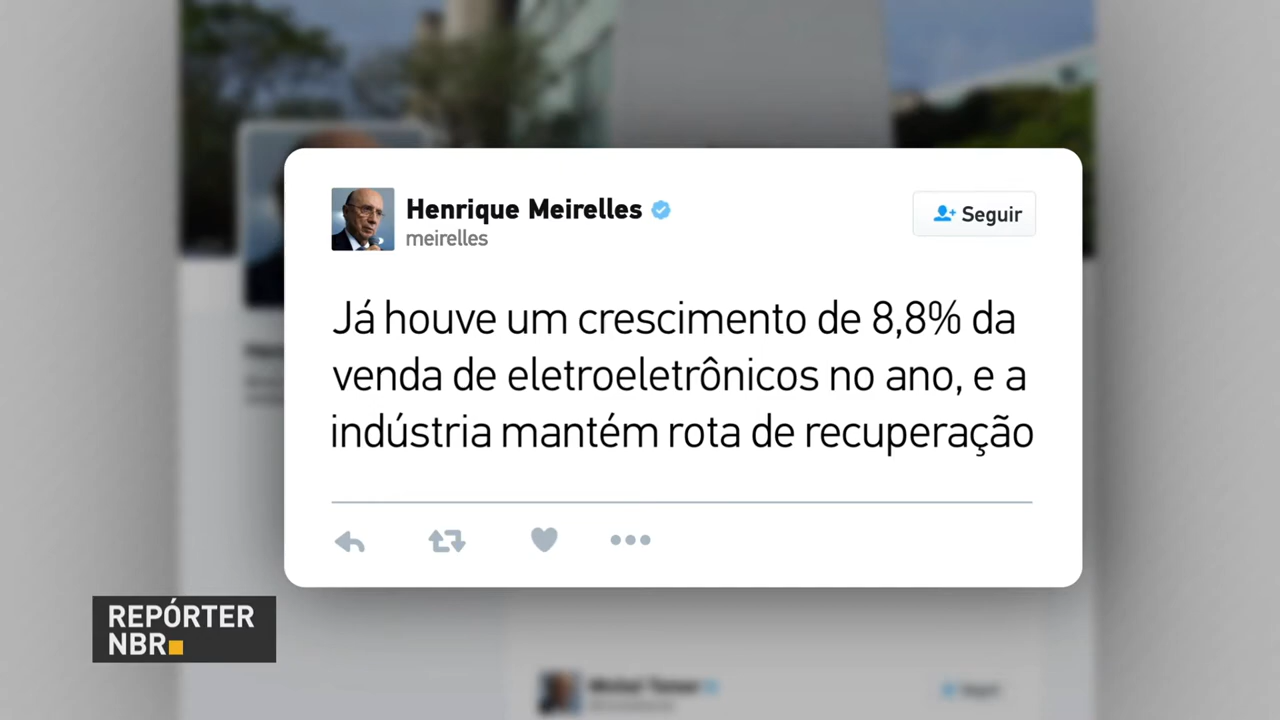 Henrique Meirelles
meirelles
Seguir
Já houve um crescimento de 8,8% da
venda de eletroeletrônicos no ano, e a
indústria mantém rota de recuperação
REPÓRTER
NBR